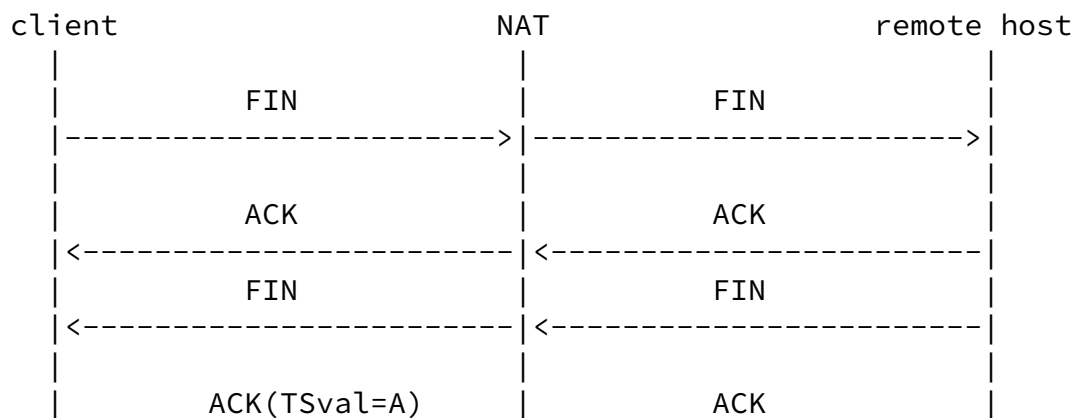 client NAT remote host
FIN FIN
ACK ACK
FIN FIN
ACK(TSval=A) ACK